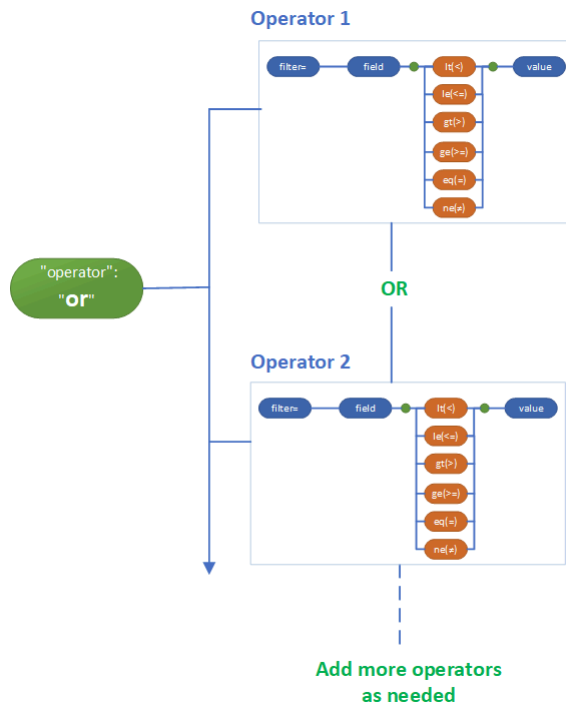 Operator 1
filter= field lt(<) value
le(<=)
gt(>)
ge(>=)
eq(=)
ne(≠)
"operator":
"or"
OR
Operator 2
filter= field lt(<) value
le(<=)
gt(>)
ge(>=)
eq(=)
ne(≠)
Add more operators
as needed